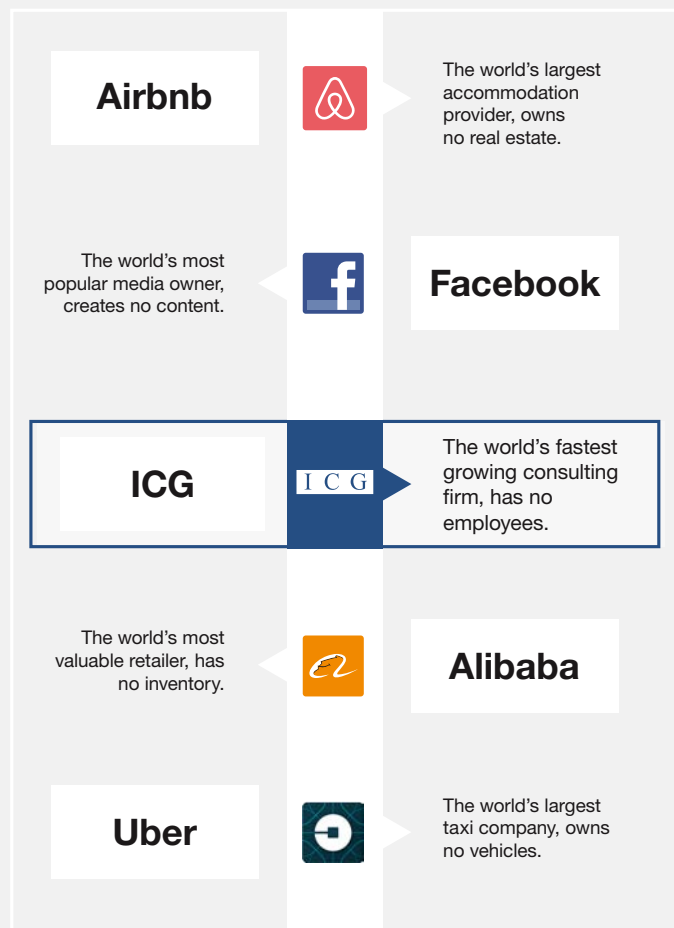 Airbnb
The world’s largest
accommodation
provider, owns
no real estate.
The world’s most
popular media owner,
creates no content.
f
Facebook
ICG
I C G
The world’s fastest
growing consulting
firm, has no
employees.
The world’s most
valuable retailer, has
no inventory.
Alibaba
Uber
The world’s largest
taxi company, owns
no vehicles.